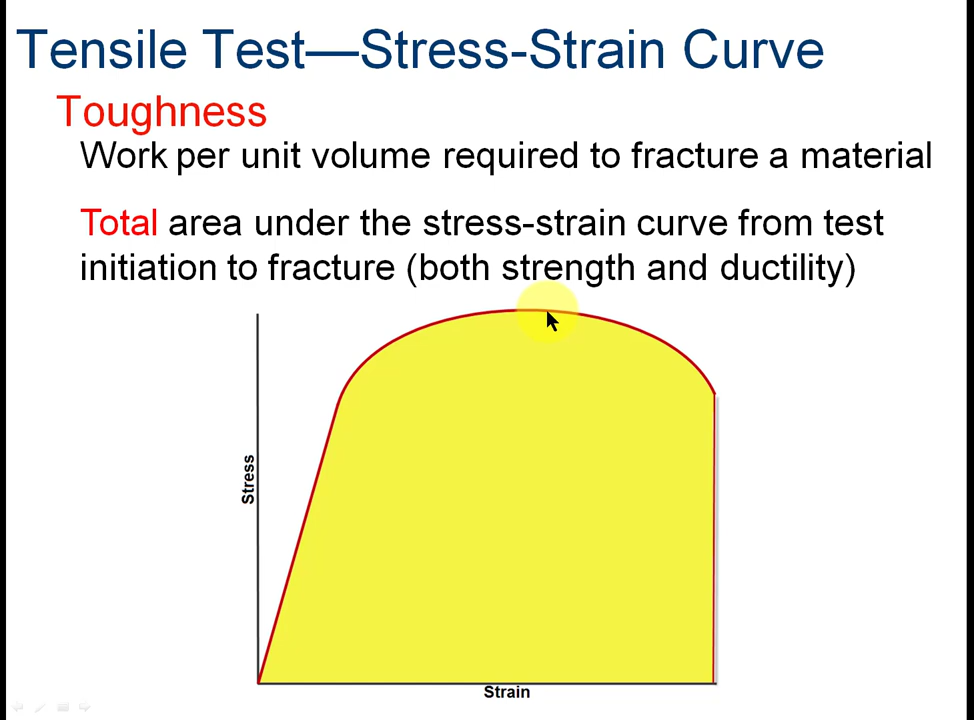 Tensile Test—Stress-Strain Curve
Toughness
Work per unit volume required to fracture a material
Total area under the stress-strain curve from test
initiation to fracture (both strength and ductility)
Stress
Strain